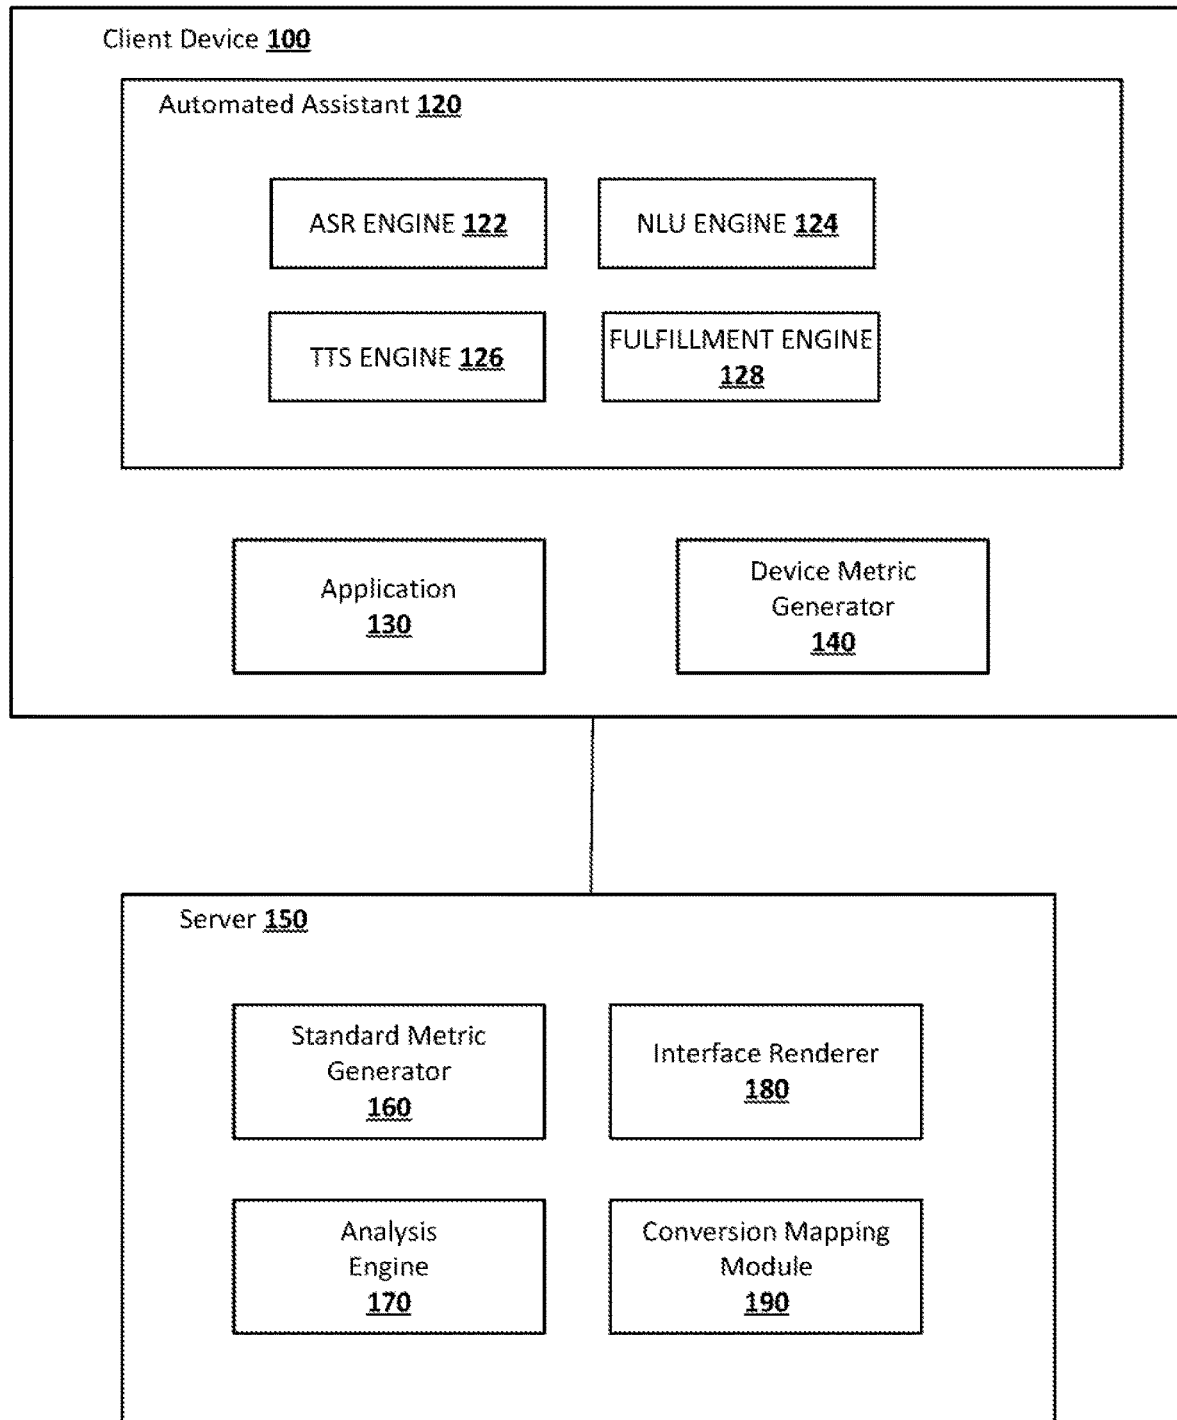 Client Device 100
Automated Assistant 120
ASR ENGINE 122
NLU ENGINE 124
TTS ENGINE 126
FULFILLMENT ENGINE
128
Application
130
Device Metric
Generator
140
Server 150
Standard Metric
Generator
160
Interface Renderer
180
Analysis
Engine
170
Conversion Mapping
Module
190